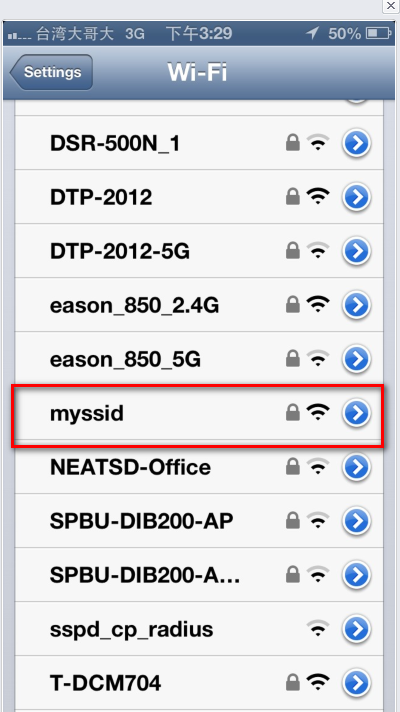 台湾大哥大 3G 下午3:29 50%
Settings
Wi-Fi
DSR-500N_1
DTP-2012
DTP-2012-5G
eason_850_2.4G
eason_850_5G
myssid
NEATSD-Office
SPBU-DIB200-AP
SPBU-DIB200-A...
sspd_cp_radius
T-DCM704